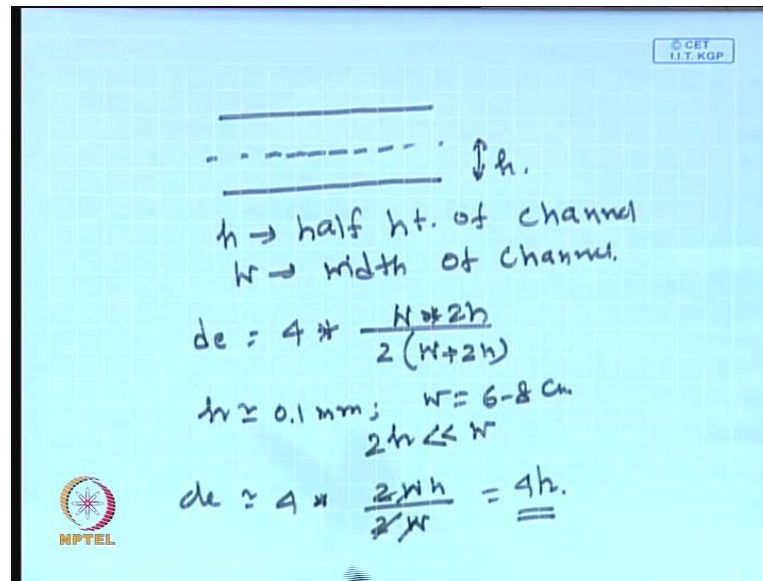 © CET
I.I.T. KGP
h.
h → half ht. of channel
W → width of channel.
de = 4 * W * 2h / 2(W+2h)
h ≃ 0.1 mm; W = 6-8 Cm
2h << W
de ≃ 4 * 2Wh / 2W = 4h.
NPTEL